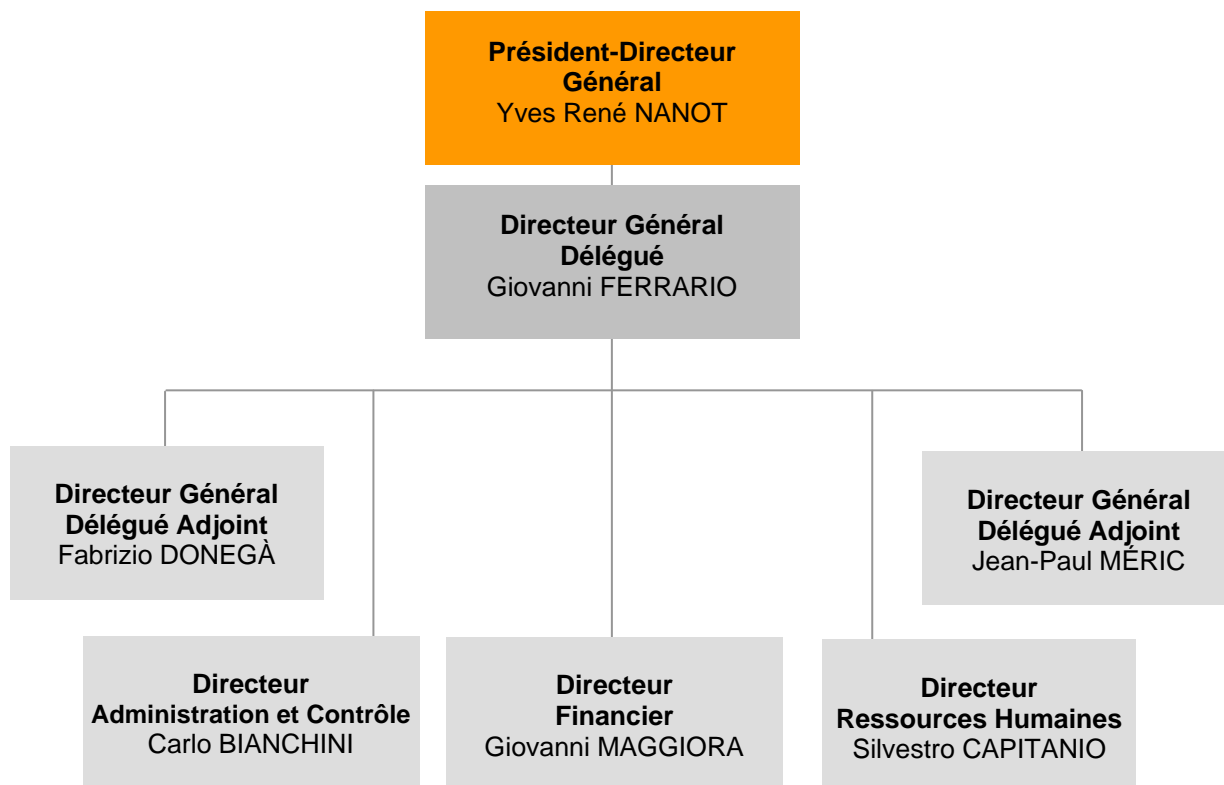 Président-Directeur
Général
Yves René NANOT
Directeur Général
Délégué
Giovanni FERRARIO
Directeur Général
Délégué Adjoint
Fabrizio DONEGÀ
Directeur Général
Délégué Adjoint
Jean-Paul MÉRIC
Directeur
Administration et Contrôle
Carlo BIANCHINI
Directeur
Financier
Giovanni MAGGIORA
Directeur
Ressources Humaines
Silvestro CAPITANIO